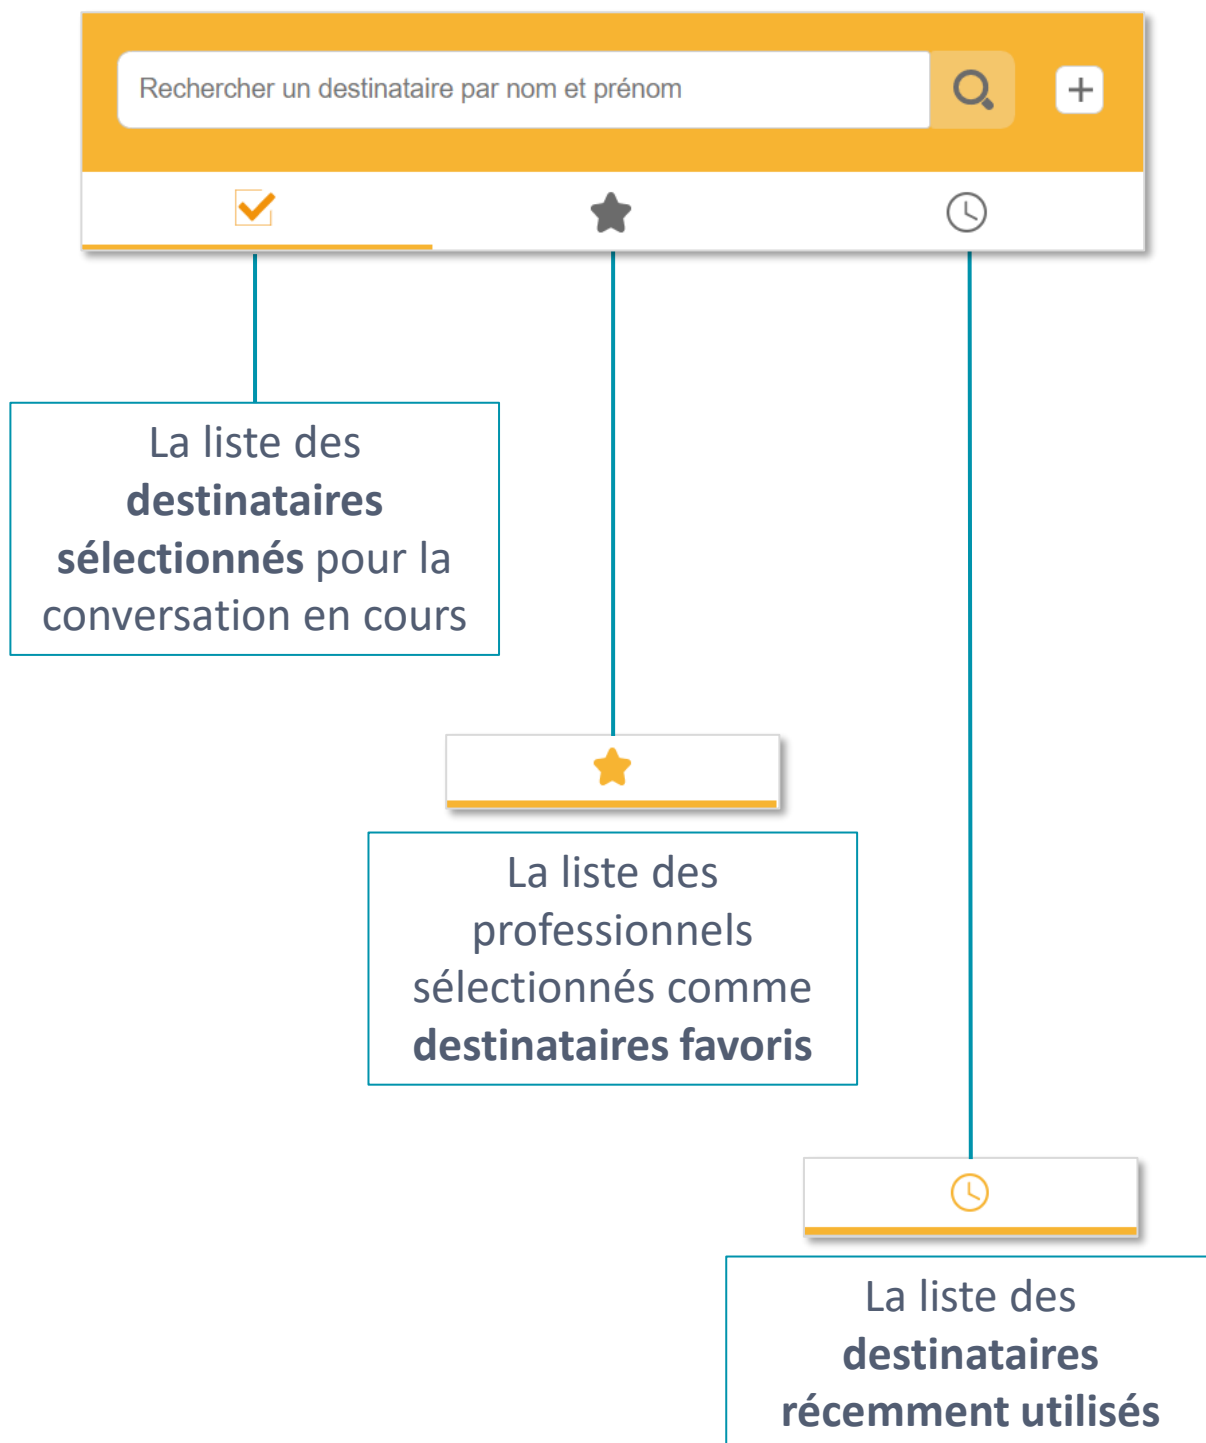 Rechercher un destinataire par nom et prénom
La liste des
destinataires
sélectionnés pour la
conversation en cours
La liste des
professionnels
sélectionnés comme
destinataires favoris
La liste des
destinataires
récemment utilisés